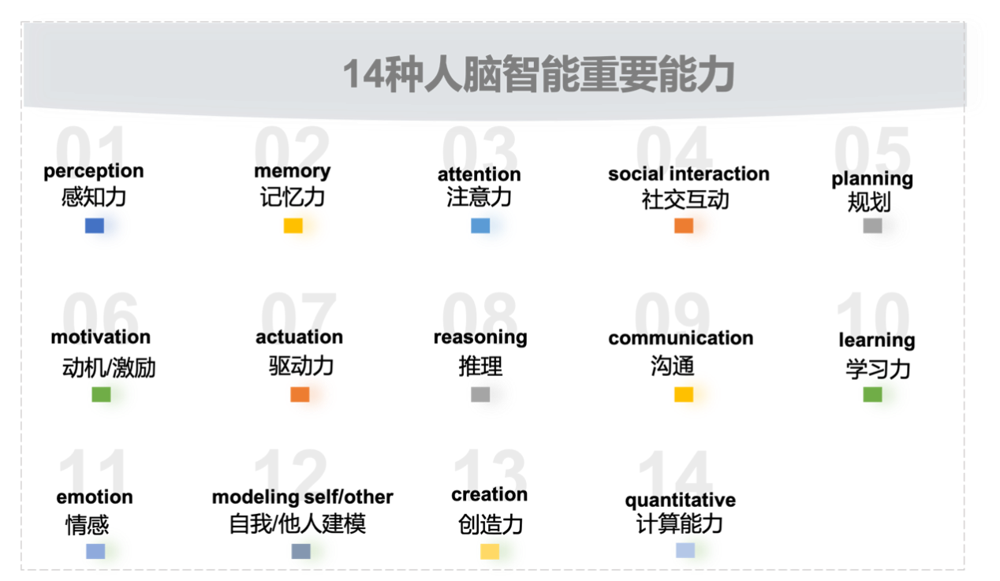 14种人脑智能重要能力
01
perception
感知力
02
memory
记忆力
03
attention
注意力
04
social interaction
社交互动
05
planning
规划
06
motivation
动机/激励
07
actuation
驱动力
08
reasoning
推理
09
communication
沟通
10
learning
学习力
11
emotion
情感
12
modeling self/other
自我/他人建模
13
creation
创造力
14
quantitative
计算能力